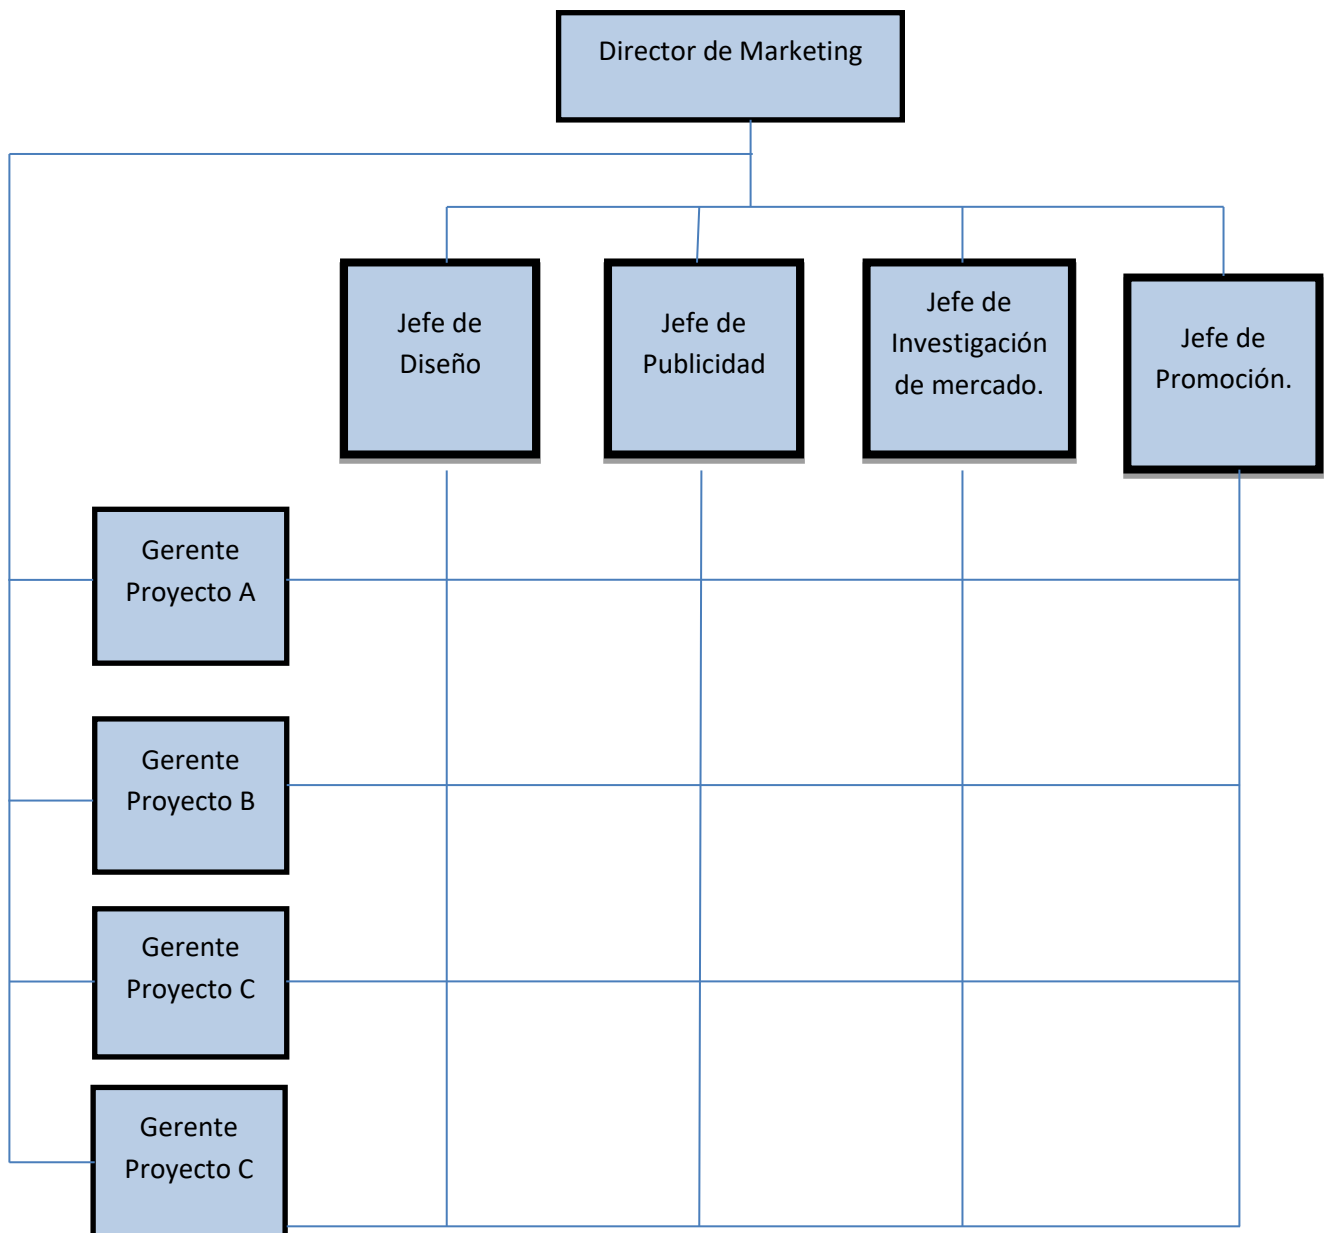 Director de Marketing
Jefe de
Diseño
Jefe de
Publicidad
Jefe de
Investigación
de mercado.
Jefe de
Promoción.
Gerente
Proyecto A
Gerente
Proyecto B
Gerente
Proyecto C
Gerente
Proyecto C